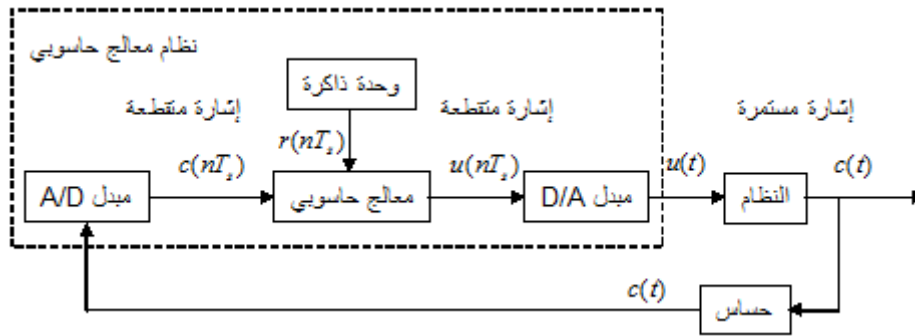 نظام معالج حاسوبي
وحدة ذاكرة
إشارة متقطعة
إشارة متقطعة
إشارة مستمرة
r(nTs)
c(nTs)
u(nTs)
u(t)
c(t)
مبدل A/D
معالج حاسوبي
مبدل D/A
النظام
c(t)
حساس